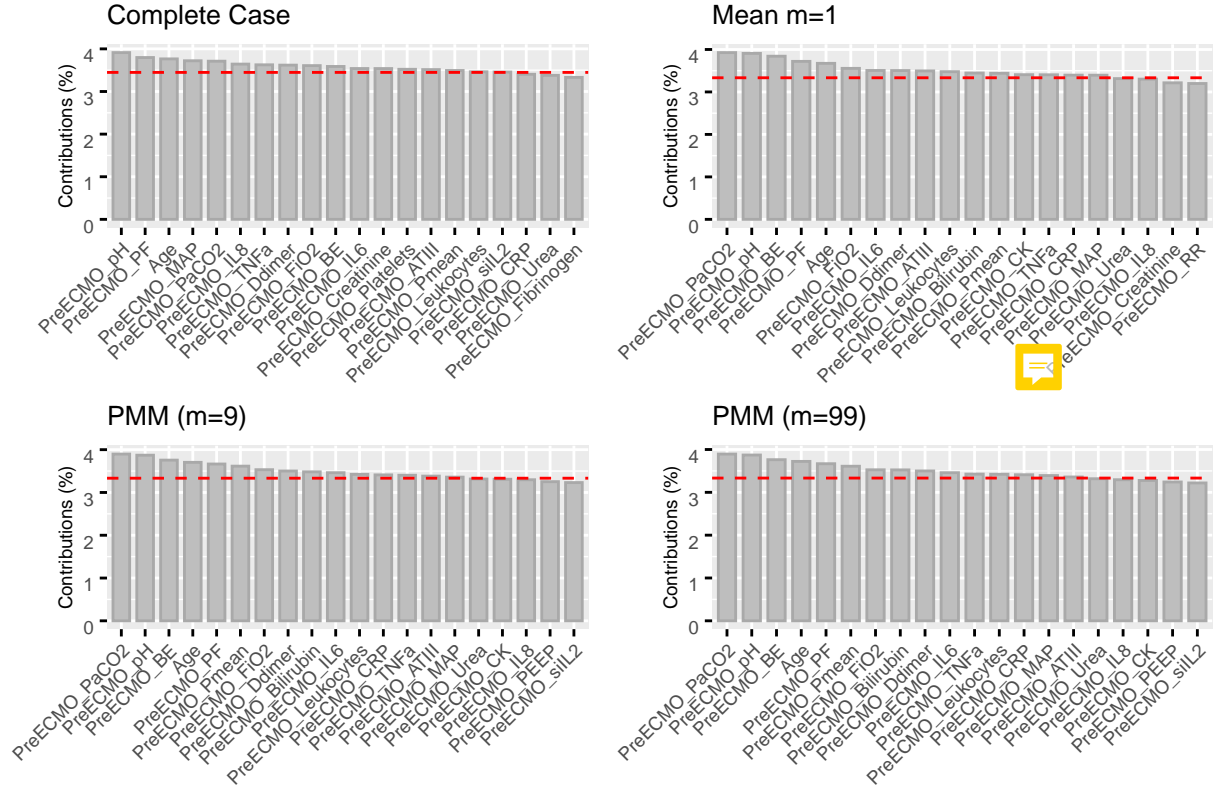 Complete Case
Contributions (%)
4
3
2
1
0
PreECMO_pH
PreECMO_PF
Age
PreECMO_MAP
PreECMO_PaCO2
PreECMO_IL8
PreECMO_TNFa
PreECMO_Ddimer
PreECMO_FiO2
PreECMO_BE
PreECMO_IL6
PreECMO_Creatinine
PreECMO_Platelets
PreECMO_ATIII
PreECMO_Pmean
PreECMO_Leukocytes
PreECMO_siIL2
PreECMO_CRP
PreECMO_Urea
PreECMO_Fibrinogen
Mean m=1
Contributions (%)
4
3
2
1
0
PreECMO_PaCO2
PreECMO_pH
PreECMO_BE
PreECMO_PF
Age
PreECMO_FiO2
PreECMO_IL6
PreECMO_Ddimer
PreECMO_ATIII
PreECMO_Leukocytes
PreECMO_Bilirubin
PreECMO_Pmean
PreECMO_CK
PreECMO_TNFa
PreECMO_CRP
PreECMO_MAP
PreECMO_Urea
PreECMO_IL8
PreECMO_Creatinine
PreECMO_RR
PMM (m=9)
Contributions (%)
4
3
2
1
0
PreECMO_PaCO2
PreECMO_pH
PreECMO_BE
Age
PreECMO_PF
PreECMO_Pmean
PreECMO_FiO2
PreECMO_Ddimer
PreECMO_Bilirubin
PreECMO_IL6
PreECMO_Leukocytes
PreECMO_CRP
PreECMO_TNFa
PreECMO_ATIII
PreECMO_MAP
PreECMO_Urea
PreECMO_CK
PreECMO_IL8
PreECMO_PEEP
PreECMO_siIL2
PMM (m=99)
Contributions (%)
4
3
2
1
0
PreECMO_PaCO2
PreECMO_pH
PreECMO_BE
Age
PreECMO_PF
PreECMO_Pmean
PreECMO_FiO2
PreECMO_Bilirubin
PreECMO_Ddimer
PreECMO_IL6
PreECMO_TNFa
PreECMO_Leukocytes
PreECMO_CRP
PreECMO_MAP
PreECMO_ATIII
PreECMO_Urea
PreECMO_IL8
PreECMO_CK
PreECMO_PEEP
PreECMO_siIL2